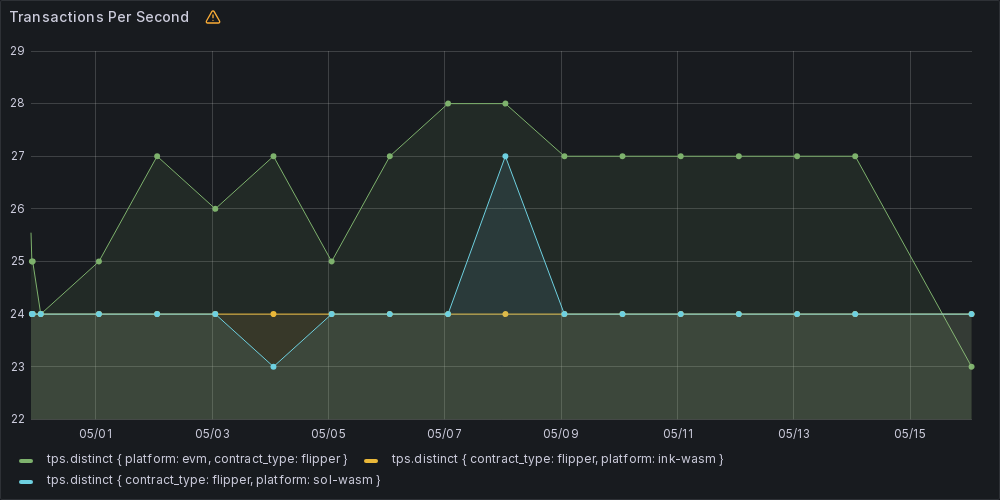 Transactions Per Second
29
28
27
26
25
24
23
22
05/01 05/03 05/05 05/07 05/09 05/11 05/13 05/15
tps.distinct { platform: evm, contract_type: flipper } tps.distinct { contract_type: flipper, platform: ink-wasm }
tps.distinct { contract_type: flipper, platform: sol-wasm }